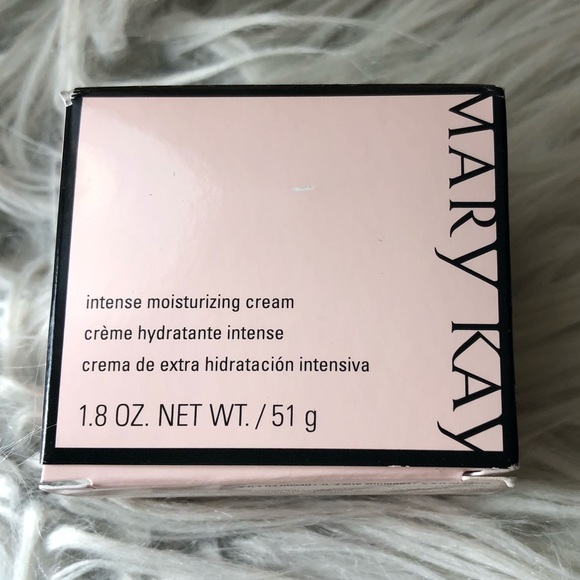 MARY KAY
intense moisturizing cream
crème hydratante intense
crema de extra hidratación intensiva
1.8 OZ. NET WT. / 51 g